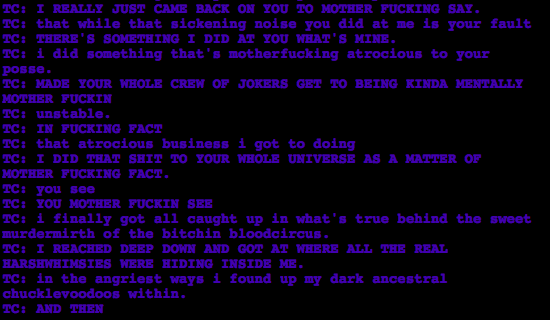 TC: I REALLY JUST CAME BACK ON YOU TO MOTHER FUCKING SAY.
TC: that while that sickening noise you did at me is your fault
TC: THERE'S SOMETHING I DID AT YOU WHAT'S MINE.
TC: i did something that's motherfucking atrocious to your
posse.
TC: MADE YOUR WHOLE CREW OF JOKERS GET TO BEING KINDA MENTALLY
MOTHER FUCKIN
TC: unstable.
TC: IN FUCKING FACT
TC: that atrocious business i got to doing
TC: I DID THAT SHIT TO YOUR WHOLE UNIVERSE AS A MATTER OF
MOTHER FUCKING FACT.
TC: you see
TC: YOU MOTHER FUCKIN SEE
TC: i finally got all caught up in what's true behind the sweet
murdermirth of the bitchin bloodcircus.
TC: I REACHED DEEP DOWN AND GOT AT WHERE ALL THE REAL
HARSHWHIMSIES WERE HIDING INSIDE ME.
TC: in the angriest ways i found up my dark ancestral
chucklevoodoos within.
TC: AND THEN